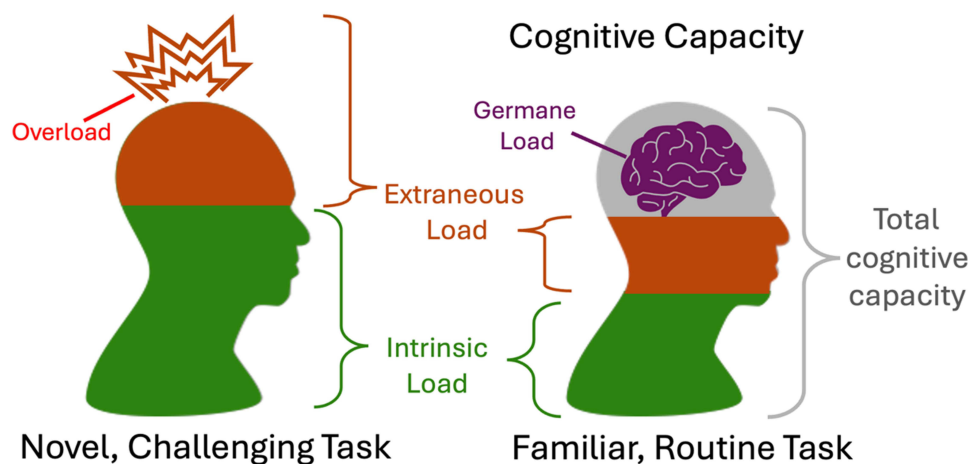 Cognitive Capacity
Overload
Germane
Load
Extraneous
Load
Total
cognitive
capacity
Intrinsic
Load
Novel, Challenging Task
Familiar, Routine Task